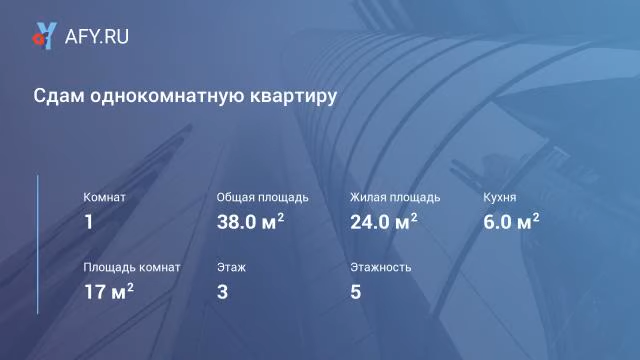 AFY.RU
Сдам однокомнатную квартиру
Комнат
1
Общая площадь
38.0 м²
Жилая площадь
24.0 м²
Кухня
6.0 м²
Площадь комнат
17 м²
Этаж
3
Этажность
5